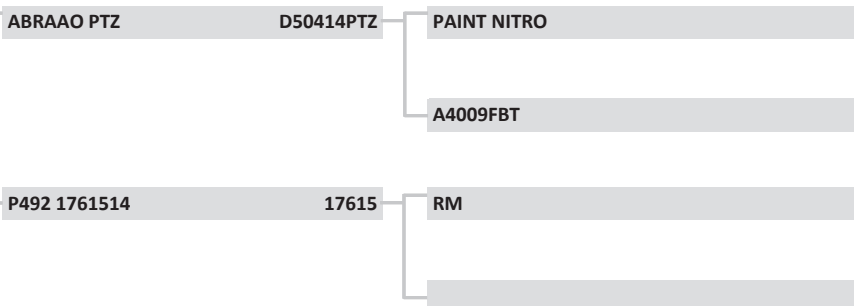 ABRAAO PTZ D50414PTZ PAINT NITRO
A4009FBT
P492 1761514 17615 RM